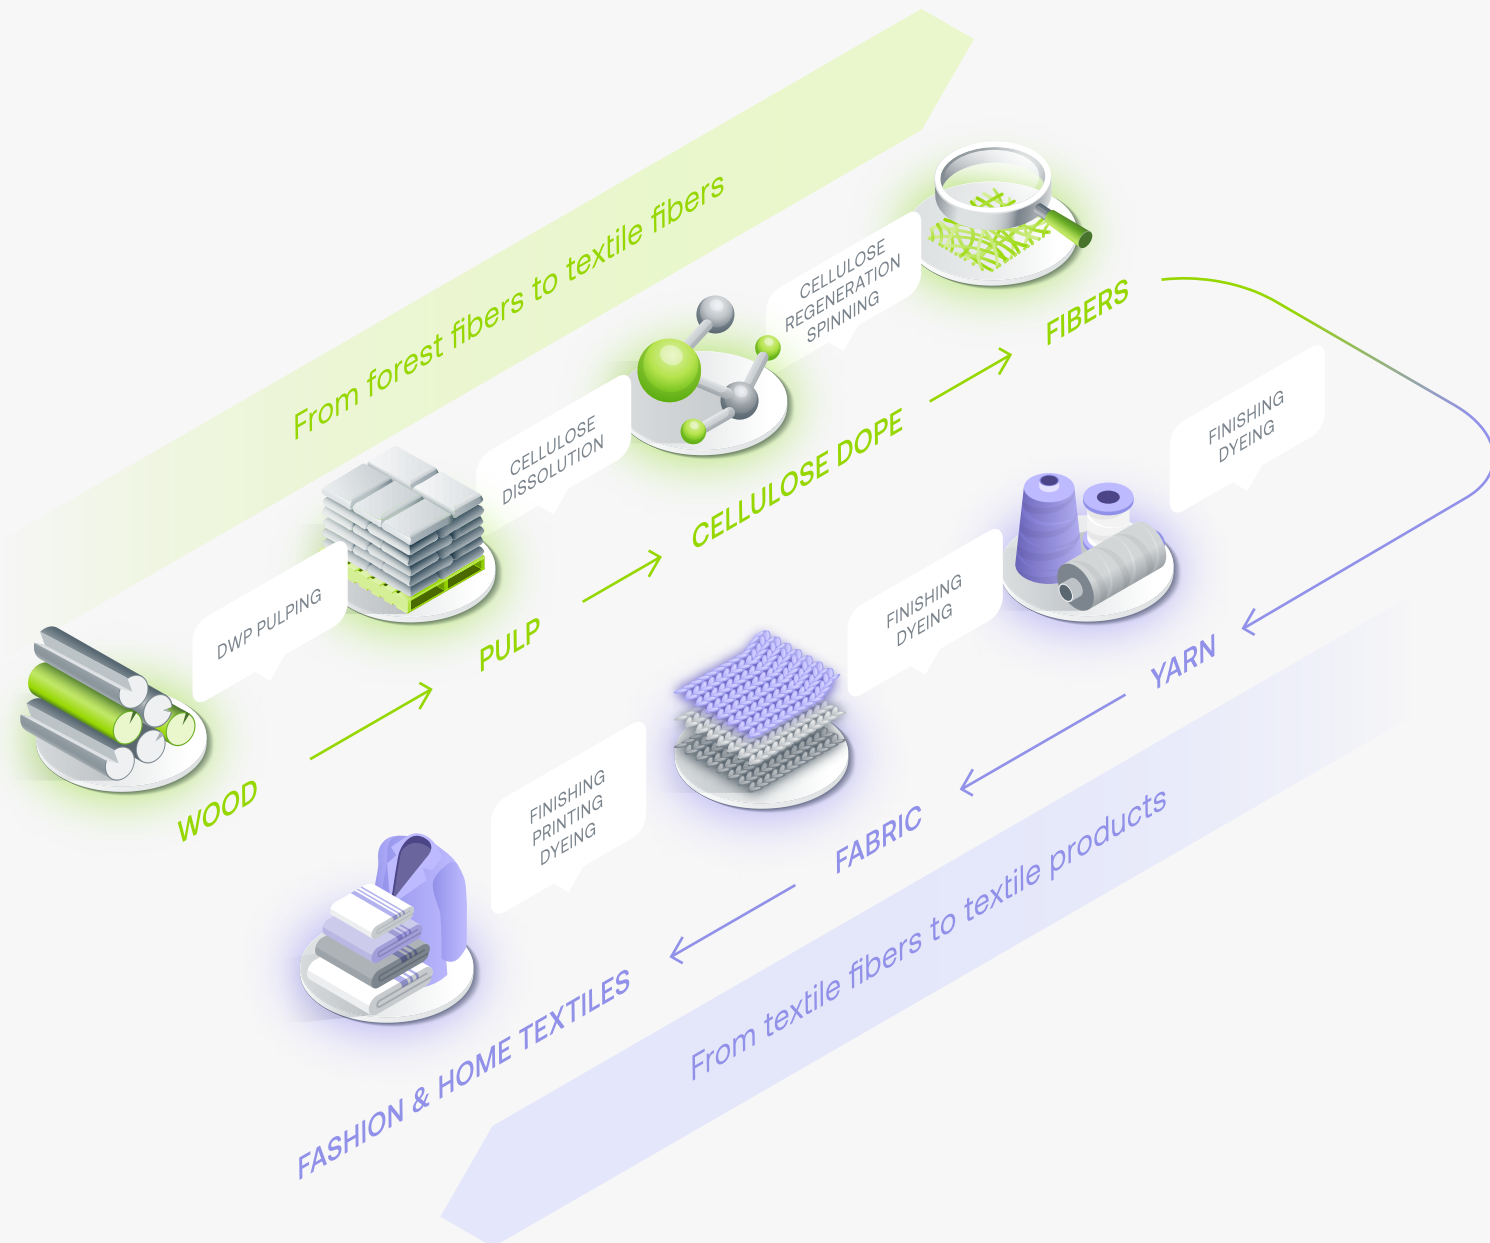 From forest fibers to textile fibers
WOOD
DWP PULPING
PULP
CELLULOSE
DISSOLUTION
CELLULOSE DOPE
CELLULOSE
REGENERATION
SPINNING
FIBERS
FINISHING
DYEING
YARN
FINISHING
DYEING
FABRIC
FINISHING
PRINTING
DYEING
FASHION & HOME TEXTILES
From textile fibers to textile products